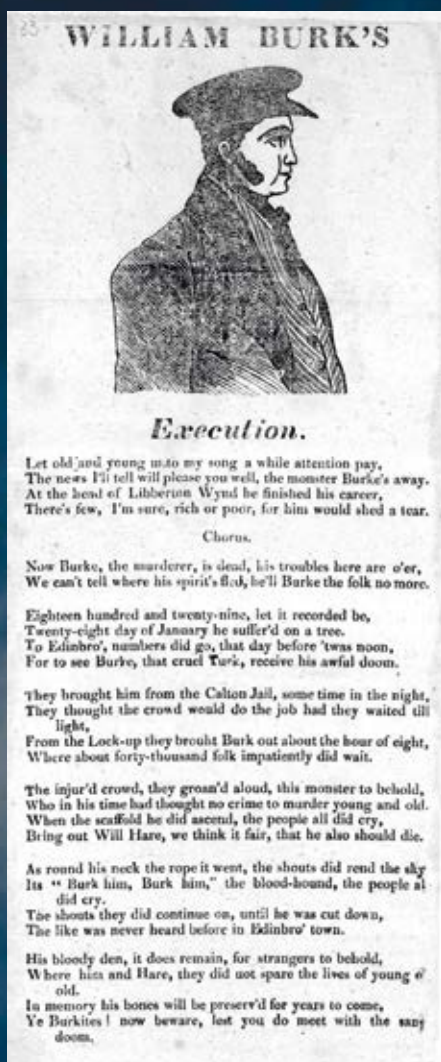 33
WILLIAM BURK'S
Execution.
Let old and young unto my song a while attention pay,
The news I'll tell will please you well, the monster Burke's away.
At the head of Libberton Wynd he finished his career,
There's few, I'm sure, rich or poor, for him would shed a tear.
Chorus.
Now Burke, the murderer, is dead, his troubles here are o'er,
We can't tell where his spirit's fled, he'll Burke the folk no more.
Eighteen hundred and twenty-nine, let it recorded be,
Twenty-eight day of January he suffer'd on a tree.
To Edinbro', numbers did go, that day before 'twas noon,
For to see Burke, that cruel Turk, receive his awful doom.
They brought him from the Calton Jail, some time in the night,
They thought the crowd would do the job had they waited till
light,
From the Lock-up they brouht Burk out about the hour of eight,
Where about forty-thousand folk impatiently did wait.
The injur'd crowd, they groan'd aloud, this monster to behold,
Who in his time had thought no crime to murder young and old.
When the scaffold he did ascend, the people all did cry,
Bring out Will Hare, we think it fair, that he also should die.
As round his neck the rope it went, the shouts did rend the sky
Its " Burk him, Burk him," the blood-hound, the people al
did cry.
The shouts they did continue on, until he was cut down,
The like was never heard before in Edinbro' town.
His bloody den, it does remain, for strangers to behold,
Where him and Hare, they did not spare the lives of young o'
old.
In memory his bones will be preserv'd for years to come,
Ye Burkites! now beware, lest you do meet with the sam
doom.